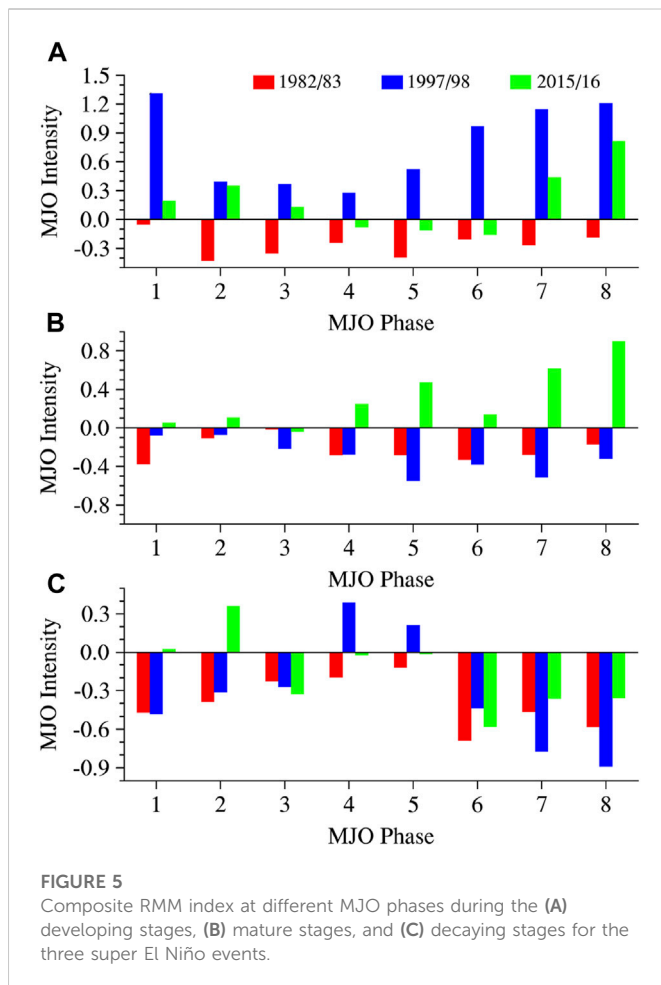 A
1982/83 1997/98 2015/16
1.5
1.2
0.9
0.6
0.3
0.0
-0.3
MJO Intensity
1 2 3 4 5 6 7 8
MJO Phase
B
0.8
0.4
0.0
-0.4
-0.8
MJO Intensity
1 2 3 4 5 6 7 8
MJO Phase
C
0.3
0.0
-0.3
-0.6
-0.9
MJO Intensity
1 2 3 4 5 6 7 8
MJO Phase
FIGURE 5
Composite RMM index at different MJO phases during the (A)
developing stages, (B) mature stages, and (C) decaying stages for the
three super El Niño events.